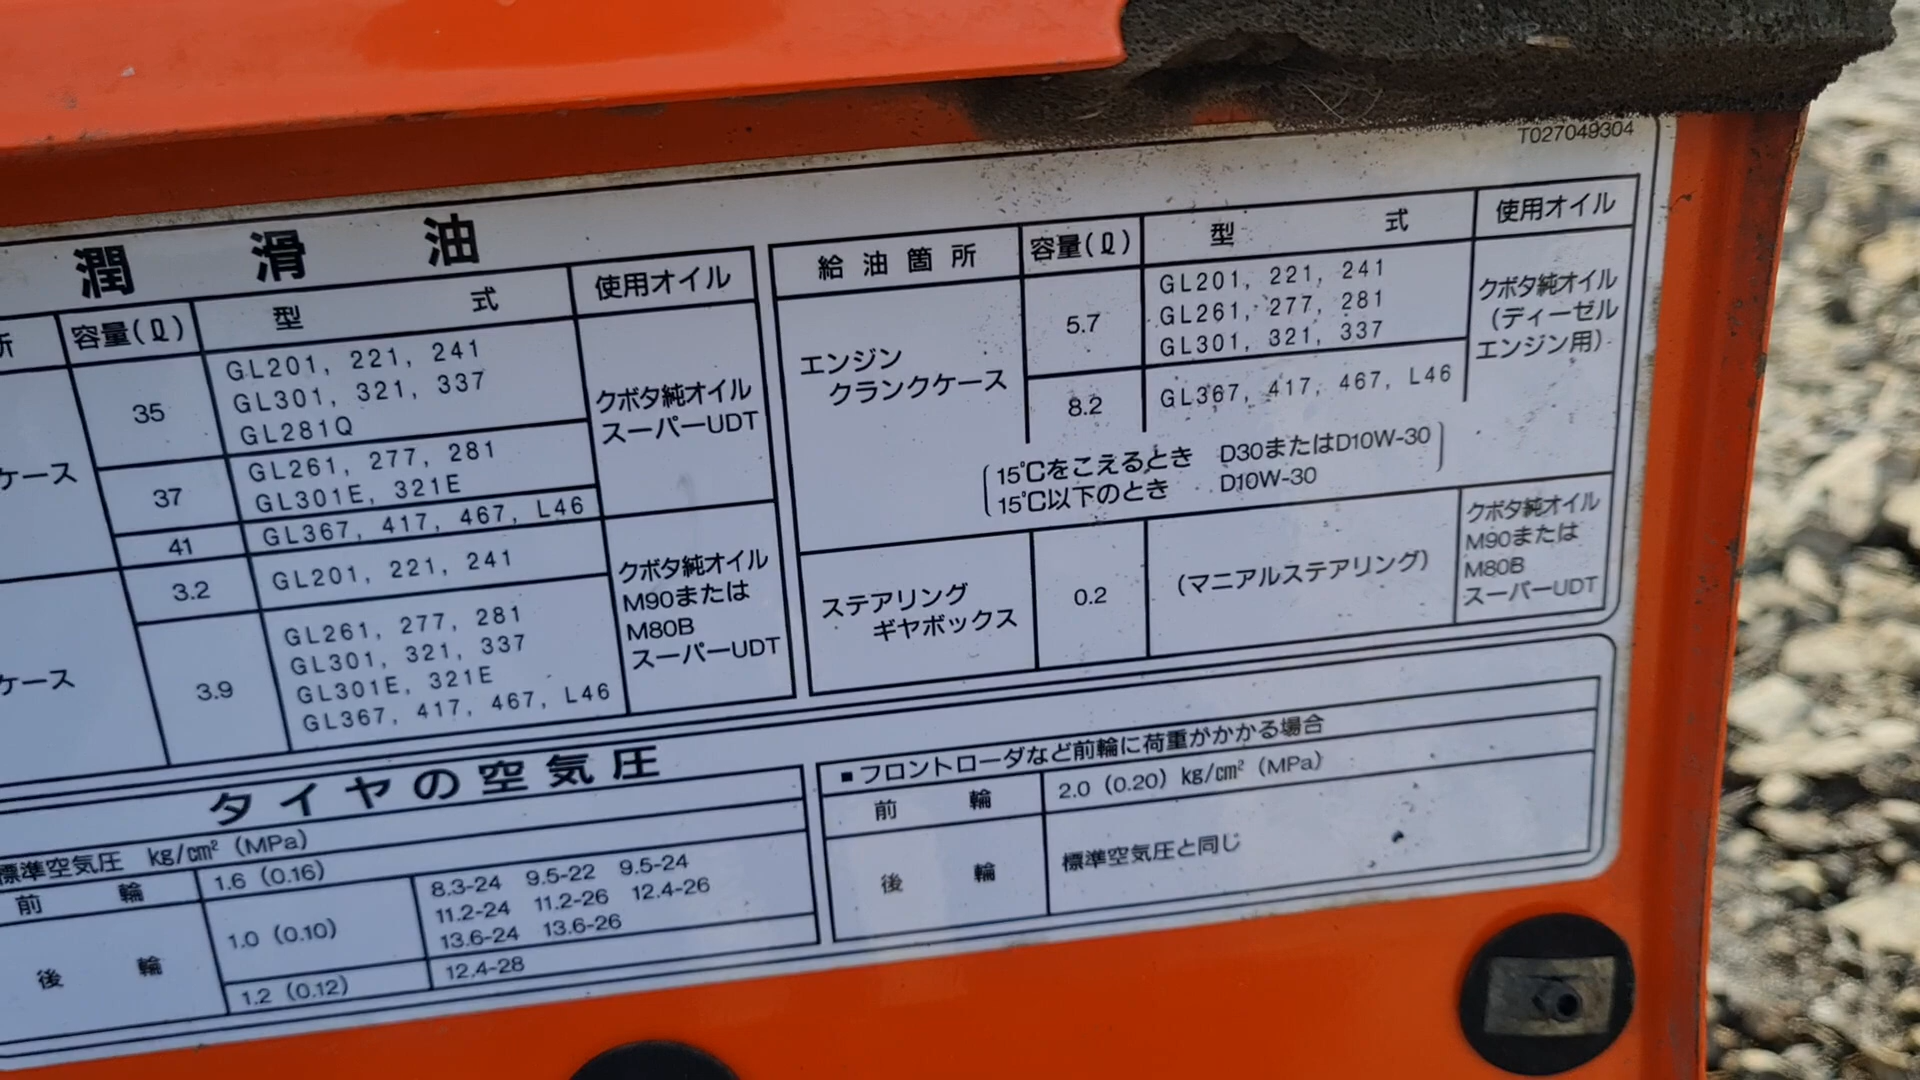 T027049304
潤滑油
所 容量(ℓ) 型式 使用オイル
ケース
35
GL201, 221, 241
GL301, 321, 337
GL281Q
クボタ純オイル
スーパーUDT
37
GL261, 277, 281
GL301E, 321E
41
GL367, 417, 467, L46
ケース
3.2
GL201, 221, 241
クボタ純オイル
M90または
M80B
スーパーUDT
3.9
GL261, 277, 281
GL301, 321, 337
GL301E, 321E
GL367, 417, 467, L46
給油箇所 容量(ℓ) 型式 使用オイル
エンジン
クランクケース
5.7
GL201, 221, 241
GL261, 277, 281
GL301, 321, 337
クボタ純オイル
(ディーゼル
エンジン用)
8.2
GL367, 417, 467, L46
15℃をこえるとき D30またはD10W-30
15℃以下のとき D10W-30
ステアリング
ギヤボックス
0.2
(マニアルステアリング)
クボタ純オイル
M90または
M80B
スーパーUDT
タイヤの空気圧
標準空気圧 kg/cm² (MPa)
前輪 1.6 (0.16)
後輪
1.0 (0.10)
8.3-24 9.5-22 9.5-24
11.2-24 11.2-26 12.4-26
13.6-24 13.6-26
1.2 (0.12) 12.4-28
■フロントローダなど前輪に荷重がかかる場合
前輪 2.0 (0.20) kg/cm² (MPa)
後輪 標準空気圧と同じ